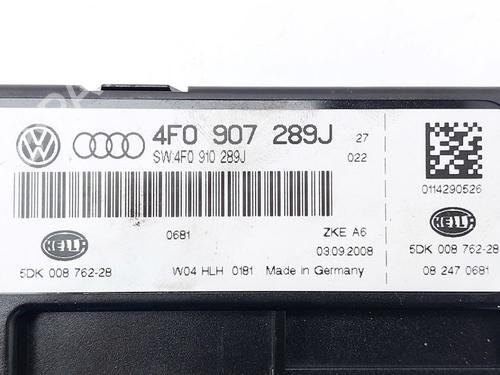 4F0 907 289J 27
SW:4F0 910 289J 022
0114290526
0681 ZKE A6
03.09.2008
HELLA
HELLA
5DK 008 762-28
5DK 008 762-28
W04 HLH 0181 Made in Germany
08 247 0681